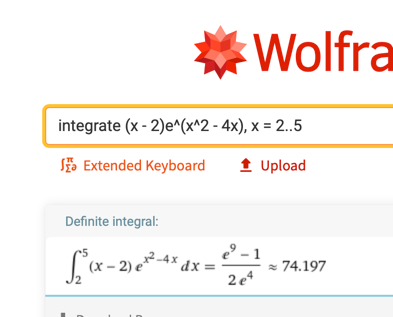 Wolfra
integrate (x - 2)e^(x^2 - 4x), x = 2..5
Extended Keyboard Upload
Definite integral:
∫₂⁵ (x − 2) e^(x²−4x) dx = (e⁹ − 1)/(2 e⁴) ≈ 74.197